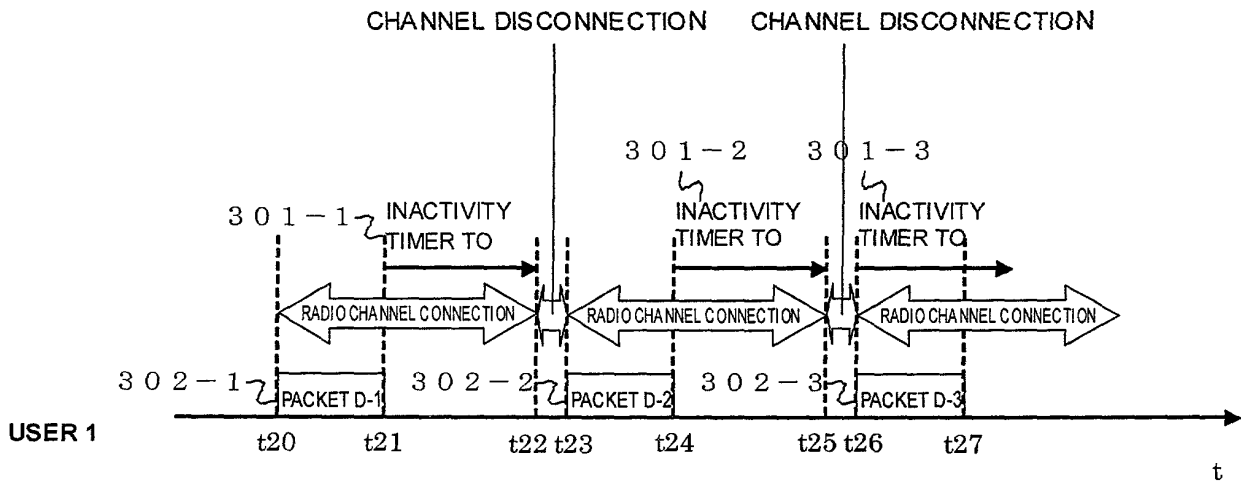 CHANNEL DISCONNECTION CHANNEL DISCONNECTION
301-2 301-3
301-1 INACTIVITY TIMER TO
INACTIVITY TIMER TO
INACTIVITY TIMER TO
RADIO CHANNEL CONNECTION RADIO CHANNEL CONNECTION RADIO CHANNEL CONNECTION
302-1 PACKET D-1 302-2 PACKET D-2 302-3 PACKET D-3
USER 1
t20 t21 t22 t23 t24 t25 t26 t27
t